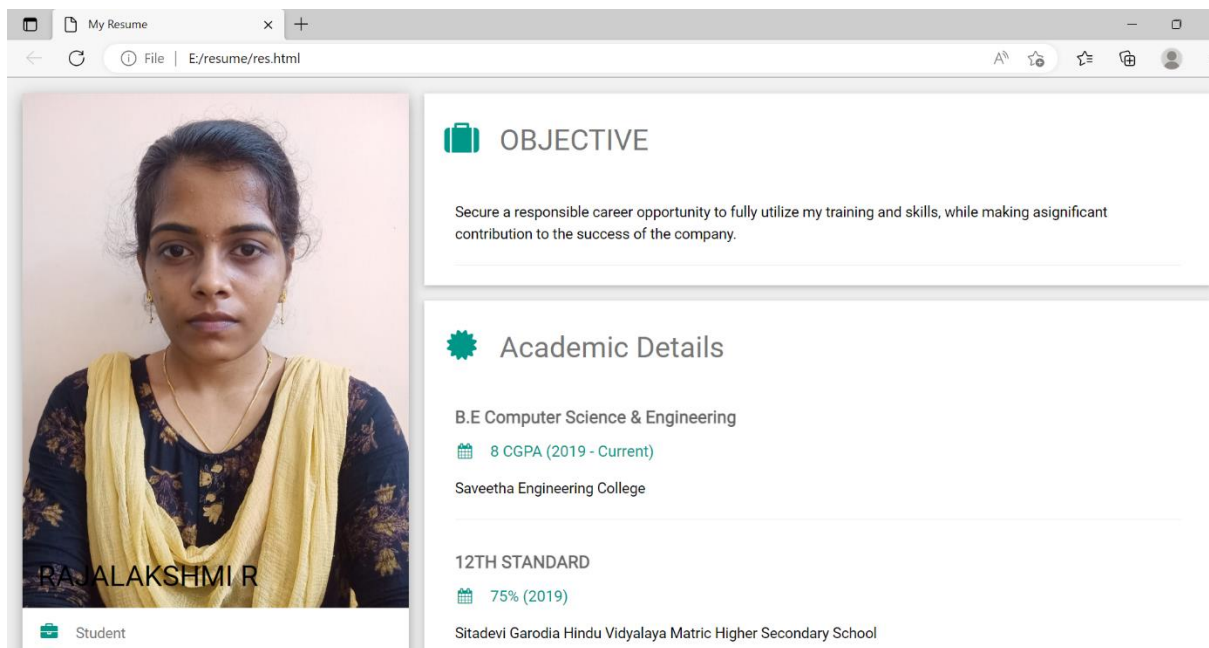 My Resume
File | E:/resume/res.html
OBJECTIVE
Secure a responsible career opportunity to fully utilize my training and skills, while making asignificant
contribution to the success of the company.
Academic Details
B.E Computer Science & Engineering
8 CGPA (2019 - Current)
Saveetha Engineering College
12TH STANDARD
75% (2019)
Sitadevi Garodia Hindu Vidyalaya Matric Higher Secondary School
RAJALAKSHMI R
Student